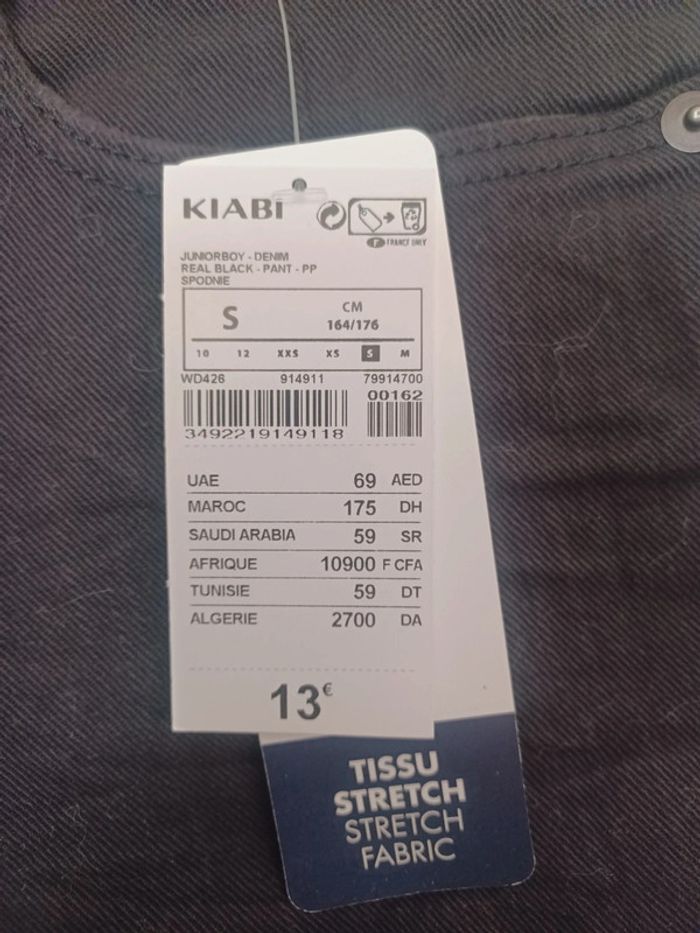 KIABI
F FRANCE ONLY
JUNIORBOY - DENIM
REAL BLACK - PANT - PP
SPODNIE
S
CM
164/176
10 12 XXS XS S M
WD426 914911 79914700
00162
3492219149118
UAE 69 AED
MAROC 175 DH
SAUDI ARABIA 59 SR
AFRIQUE 10900 F CFA
TUNISIE 59 DT
ALGERIE 2700 DA
13€
TISSU
STRETCH
STRETCH
FABRIC